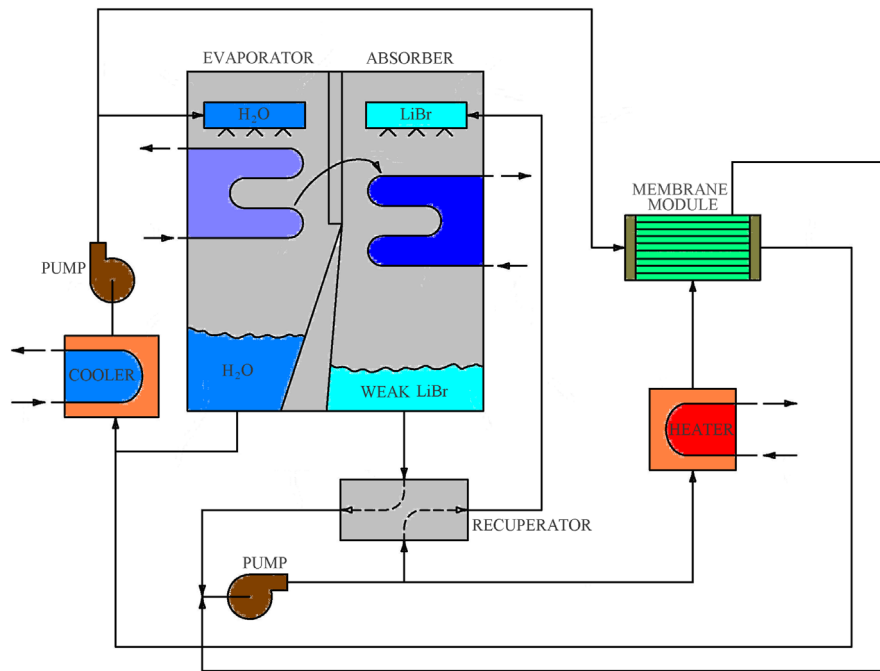 EVAPORATOR
ABSORBER
H₂O
LiBr
MEMBRANE
MODULE
PUMP
COOLER
H₂O
WEAK LiBr
HEATER
RECUPERATOR
PUMP